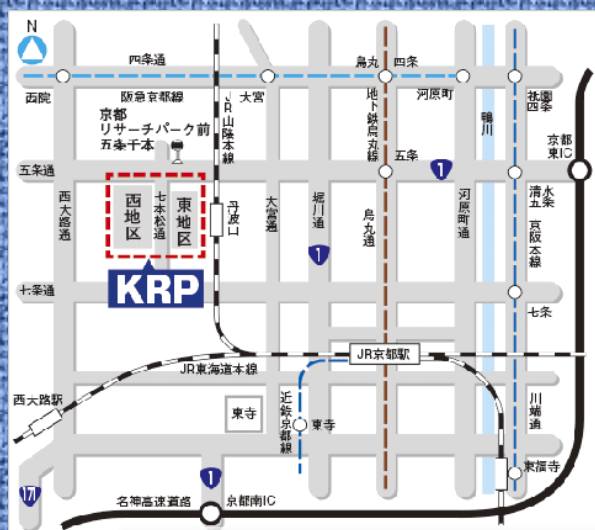 N
四条通
烏丸
四条
西院
阪急京都線
大宮
河原町
祇園
四条
京都
リサーチパーク前
五条千本
JR山陰本線
地下鉄烏丸線
鴨川
京都
東IC
五条通
五条
1
西大路通
西地区
七本松通
東地区
丹波口
大宮通
堀川通
烏丸通
河原町通
清水
五条
京阪本線
1
KRP
七条通
七条
JR京都駅
JR東海道本線
西大路駅
東寺
近鉄京都線
東寺
川端通
東福寺
171
1
名神高速道路
京都南IC